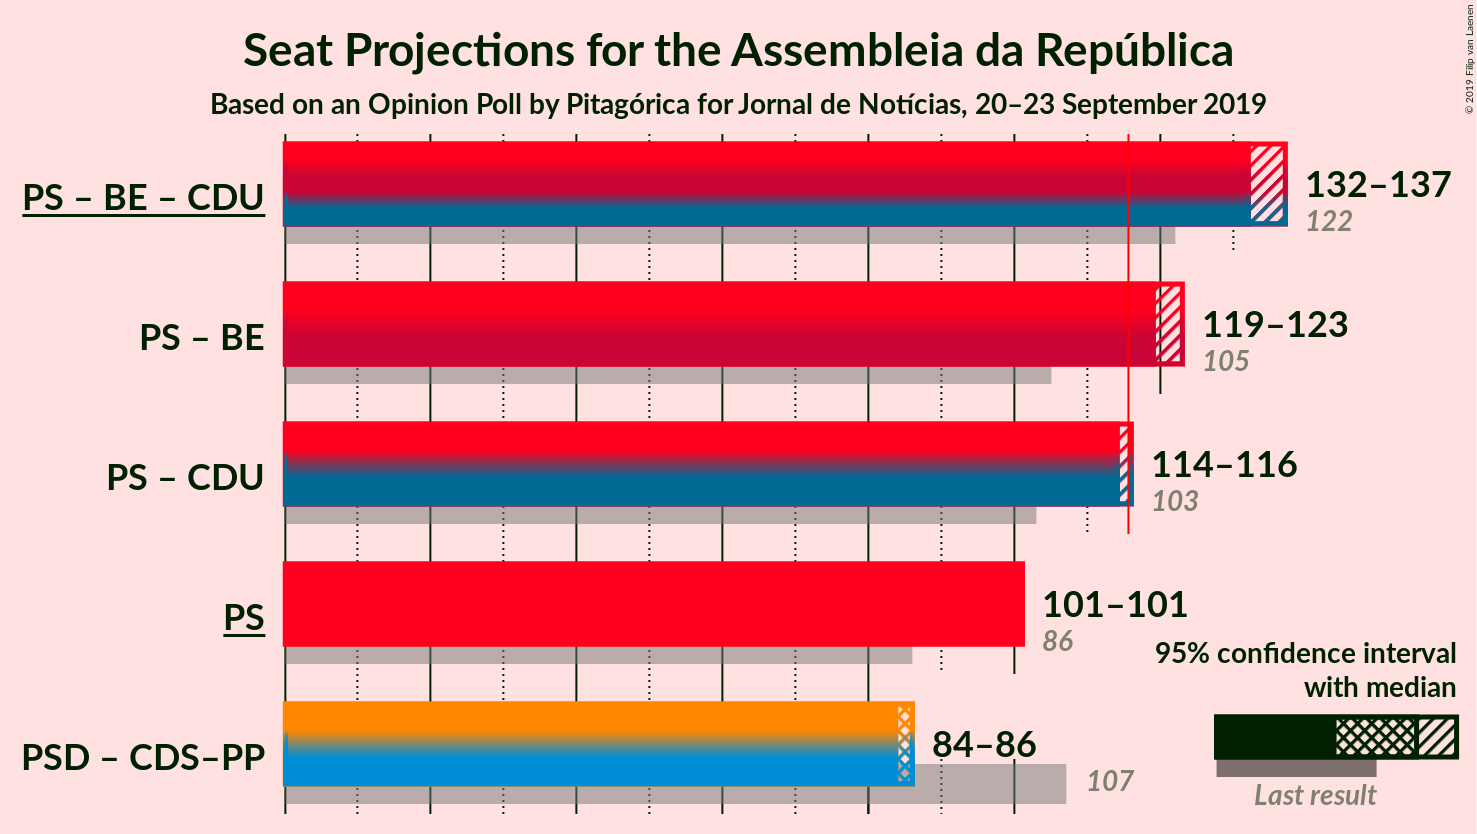 Seat Projections for the Assembleia da República
Based on an Opinion Poll by Pitagórica for Jornal de Notícias, 20–23 September 2019
© 2019 Filip van Laenen
PS – BE – CDU
132–137
122
PS – BE
119–123
105
PS – CDU
114–116
103
PS
101–101
86
PSD – CDS–PP
84–86
107
95% confidence interval
with median
Last result